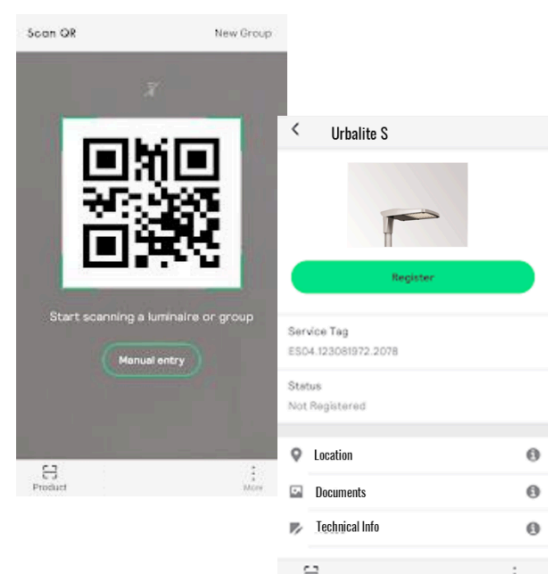 Scan QR
New Group
Start scanning a luminaire or group
Manual entry
Product
More
Urbalite S
Register
Service Tag
ES04.123081972.2078
Status
Not Registered
Location
Documents
Technical Info